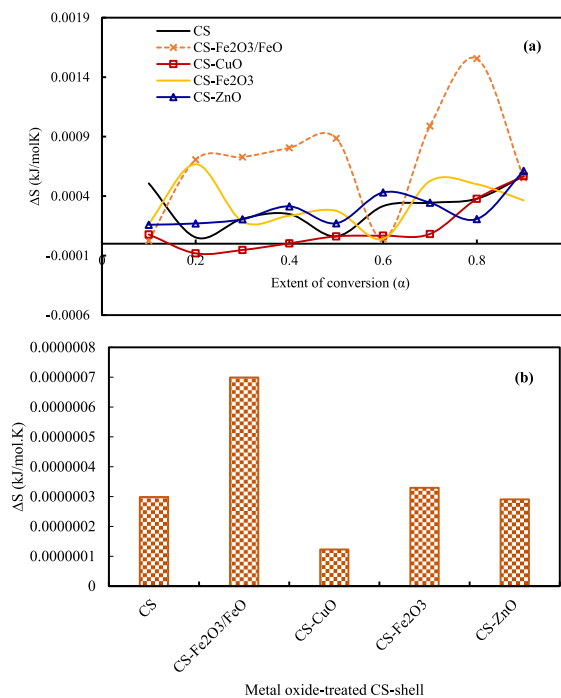 0.0019
0.0014
0.0009
0.0004
-0.0001
-0.0006
ΔS (kJ/molK)
CS
CS-Fe2O3/FeO
CS-CuO
CS-Fe2O3
CS-ZnO
(a)
0 0.2 0.4 0.6 0.8
Extent of conversion (α)
0.0000008
0.0000007
0.0000006
0.0000005
0.0000004
0.0000003
0.0000002
0.0000001
0
ΔS (kJ/mol.K)
(b)
CS
CS-Fe2O3/FeO
CS-CuO
CS-Fe2O3
CS-ZnO
Metal oxide-treated CS-shell